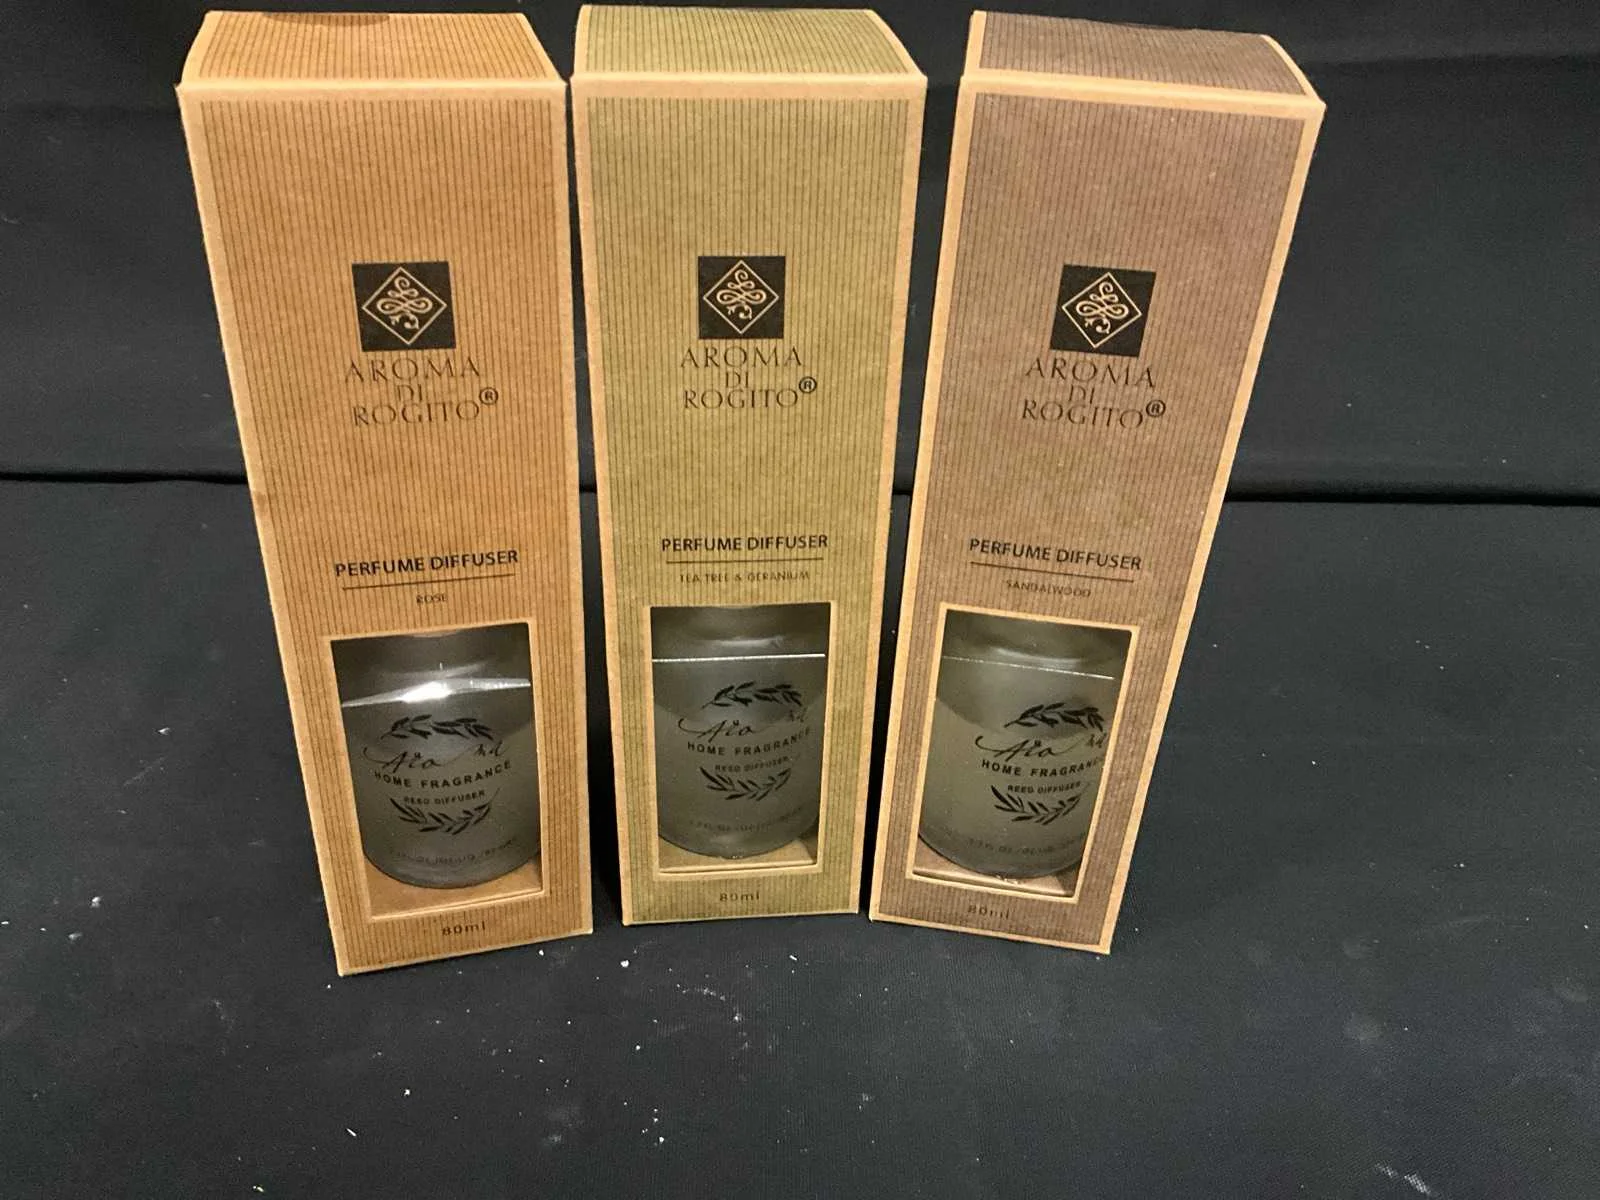 AROMA
DI
ROGITO®
PERFUME DIFFUSER
ROSE
HOME FRAGRANCE
REED DIFFUSER
80ml
AROMA
DI
ROGITO®
PERFUME DIFFUSER
TEA TREE & GERANIUM
HOME FRAGRANCE
REED DIFFUSER
80ml
AROMA
DI
ROGITO®
PERFUME DIFFUSER
SANDALWOOD
HOME FRAGRANC
REED DIFFUSER
80ml